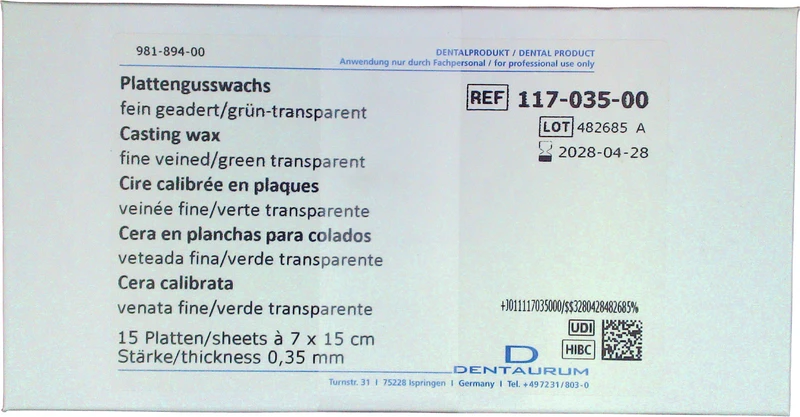 981-894-00
DENTALPRODUKT / DENTAL PRODUCT
Anwendung nur durch Fachpersonal / for professional use only
Plattengusswachs
fein geadert/grün-transparent
Casting wax
fine veined/green transparent
Cire calibrée en plaques
veinée fine/verte transparente
Cera en planchas para colados
veteada fina/verde transparente
Cera calibrata
venata fine/verde transparente
15 Platten/sheets à 7 x 15 cm
Stärke/thickness 0,35 mm
REF 117-035-00
LOT 482685 A
2028-04-28
+J011117035000/$$3280428482685%
UDI
HIBC
D
DENTAURUM
Turnstr. 31 I 75228 Ispringen I Germany I Tel. +497231/803-0